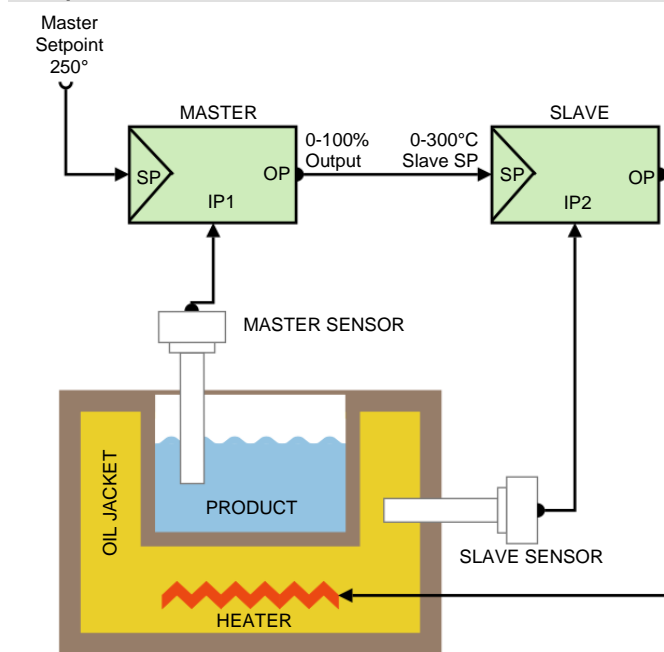 Master
Setpoint
250°
MASTER
SLAVE
SP
IP1
OP
0-100%
Output
0-300°C
Slave SP
SP
IP2
OP
MASTER SENSOR
OIL JACKET
PRODUCT
SLAVE SENSOR
HEATER